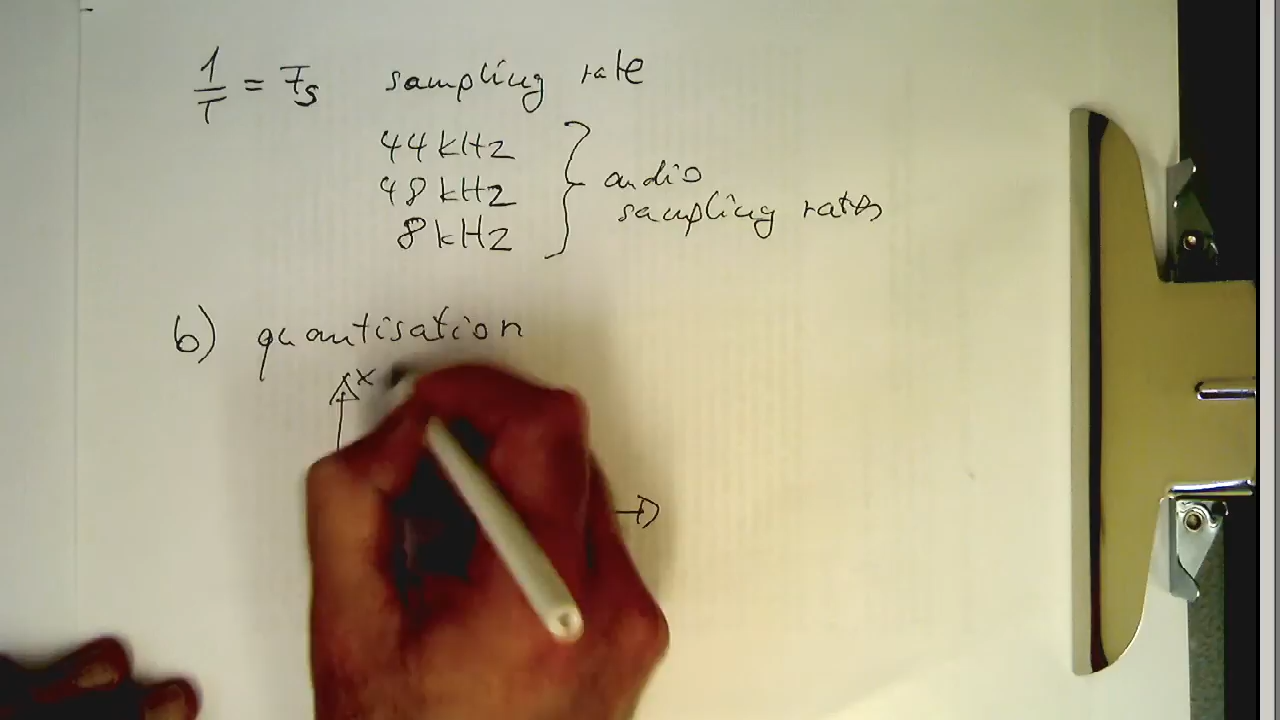 1/T = Fs sampling rate
44 kHz
48 kHz
8 kHz
audio
sampling rates
b) quantisation
x